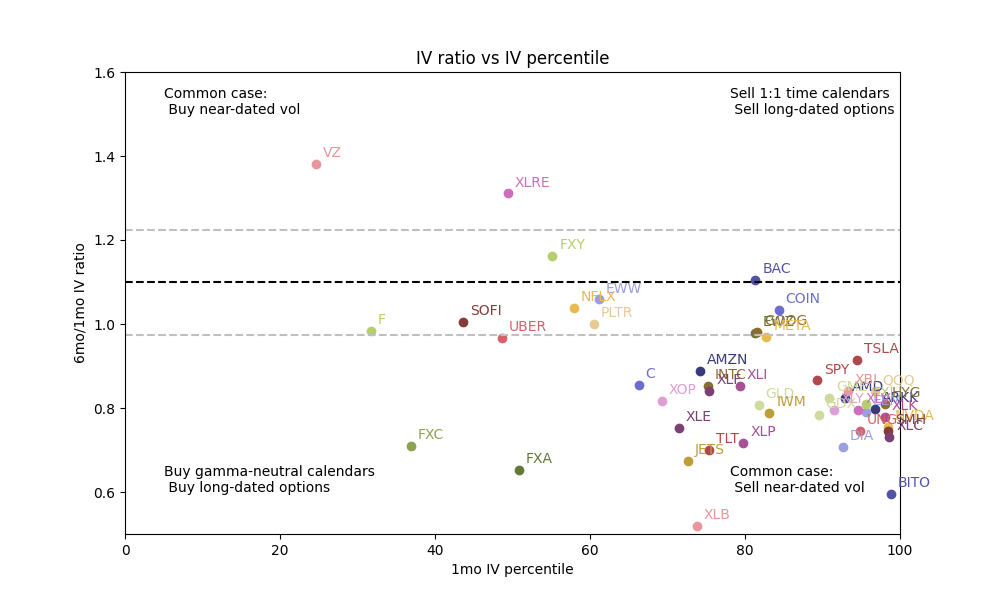 IV ratio vs IV percentile
1.6
Common case:
Buy near-dated vol
Sell 1:1 time calendars
Sell long-dated options
VZ
1.4
XLRE
1.2
FXY
BAC
EWW
COIN
NFLX
PLTR
SOFI
F
UBER
META
1.0
6mo/1mo IV ratio
TSLA
AMZN
SPY
C
INTC
XLF
XLI
XBI
QQQ
AMD
XOP
GLD
IWM
XLK
0.8
XLE
XLP
TLT
DIA
UNG
SMH
XLC
FXC
JETS
FXA
Buy gamma-neutral calendars
Buy long-dated options
Common case:
Sell near-dated vol
BITO
0.6
XLB
0
20
40
60
80
100
1mo IV percentile